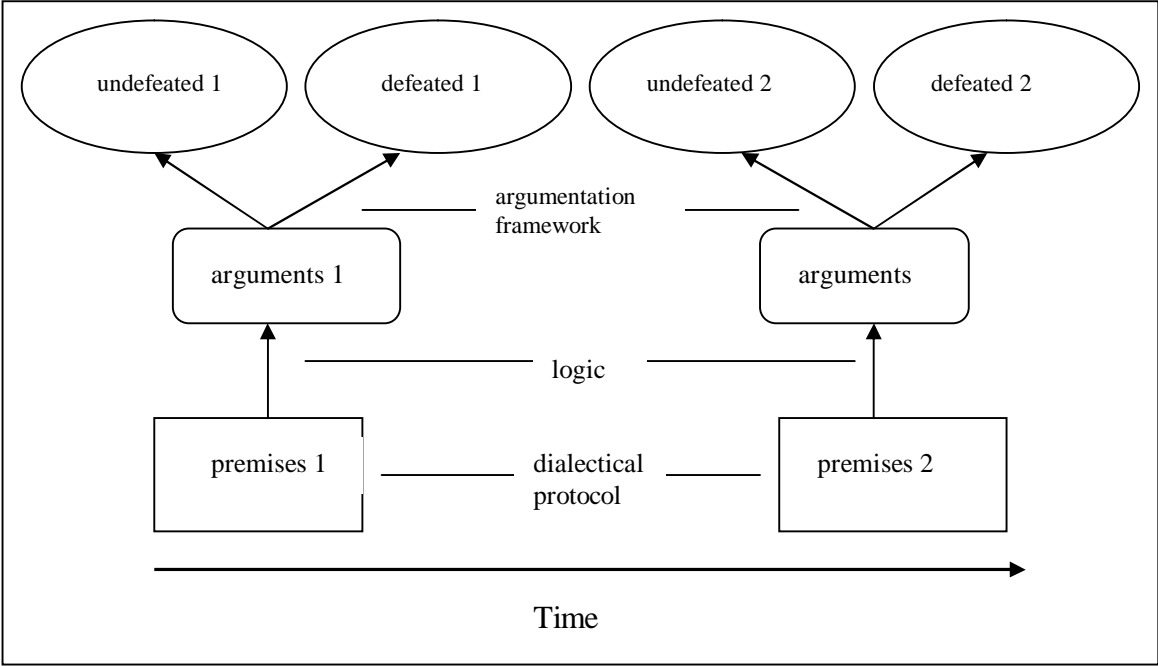 undefeated 1
defeated 1
undefeated 2
defeated 2
argumentation
framework
arguments 1
arguments
logic
premises 1
dialectical
protocol
premises 2
Time